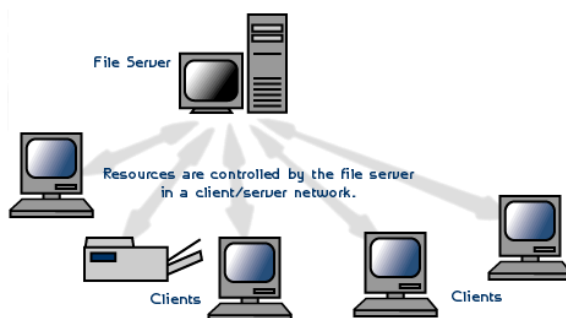 File Server
Resources are controlled by the file server
in a client/server network.
Clients
Clients